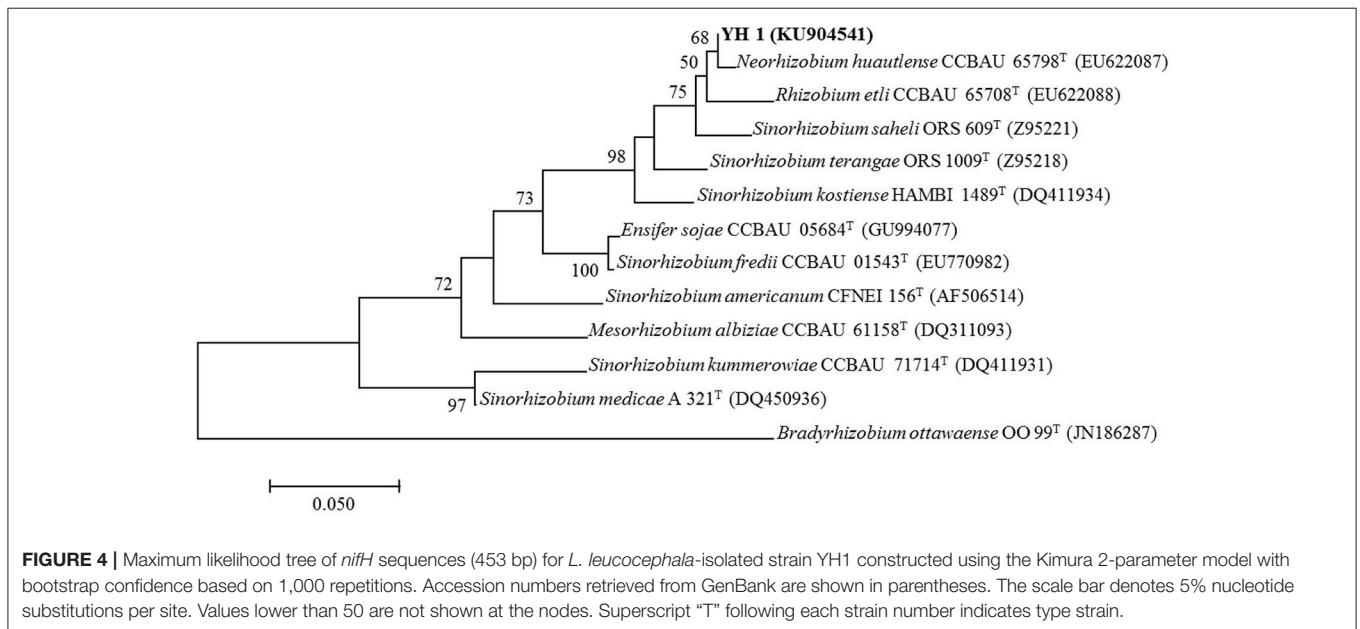 68 YH 1 (KU904541)
50 Neorhizobium huautlense CCBAU 65798ᵀ (EU622087)
Rhizobium etli CCBAU 65708ᵀ (EU622088)
75
Sinorhizobium saheli ORS 609ᵀ (Z95221)
98 Sinorhizobium terangae ORS 1009ᵀ (Z95218)
73 Sinorhizobium kostiense HAMBI 1489ᵀ (DQ411934)
Ensifer sojae CCBAU 05684ᵀ (GU994077)
100 Sinorhizobium fredii CCBAU 01543ᵀ (EU770982)
72
Sinorhizobium americanum CFNEI 156ᵀ (AF506514)
Mesorhizobium albiziae CCBAU 61158ᵀ (DQ311093)
Sinorhizobium kummerowiae CCBAU 71714ᵀ (DQ411931)
97 Sinorhizobium medicae A 321ᵀ (DQ450936)
Bradyrhizobium ottawaense OO 99ᵀ (JN186287)
0.050
FIGURE 4 | Maximum likelihood tree of nifH sequences (453 bp) for L. leucocephala-isolated strain YH1 constructed using the Kimura 2-parameter model with
bootstrap confidence based on 1,000 repetitions. Accession numbers retrieved from GenBank are shown in parentheses. The scale bar denotes 5% nucleotide
substitutions per site. Values lower than 50 are not shown at the nodes. Superscript “T” following each strain number indicates type strain.